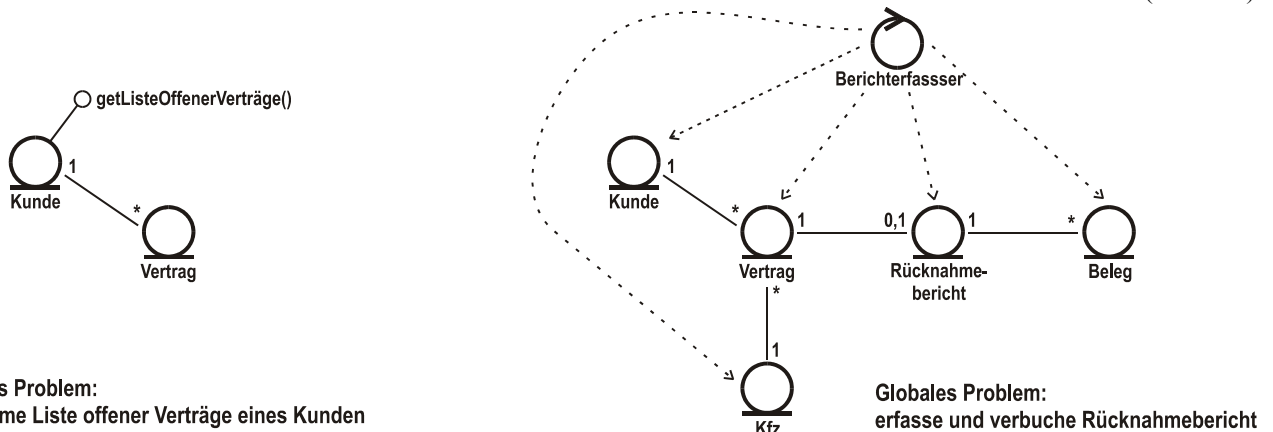 getListeOffenerVerträge()
1
Kunde
*
Vertrag
s Problem:
me Liste offener Verträge eines Kunden
Berichterfassser
Kunde
1
*
Vertrag
1
0,1
Rücknahme-
bericht
1
*
Beleg
*
1
Kfz
Globales Problem:
erfasse und verbuche Rücknahmebericht